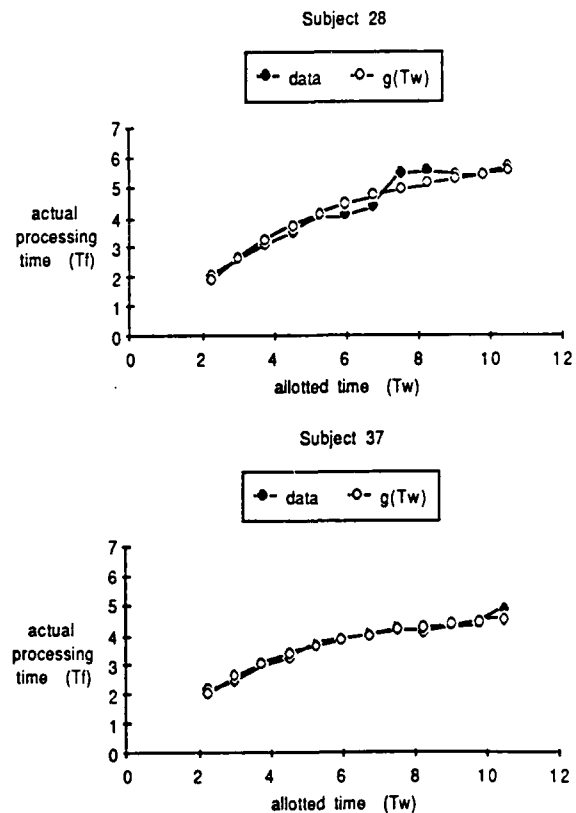 Subject 28
data g(Tw)
7
6
5
4
3
2
1
0
actual
processing
time (Tf)
0 2 4 6 8 10 12
allotted time (Tw)
Subject 37
data g(Tw)
7
6
5
4
3
2
1
0
actual
processing
time (Tf)
0 2 4 6 8 10 12
allotted time (Tw)